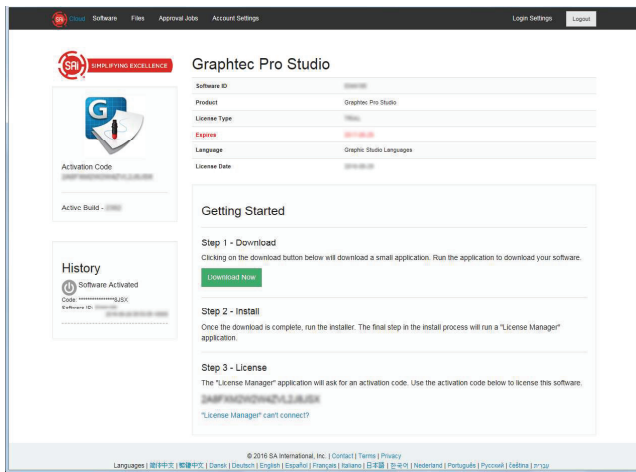 SAi Cloud Software Files Approval Jobs Account Settings Login Settings Logout
SAi SIMPLIFYING EXCELLENCE
Graphtec Pro Studio
Software ID
Product Graphtec Pro Studio
License Type
Expires
Language Graphic Studio Languages
License Date
G
Activation Code
Active Build -
History
Software Activated
Code: ****************8JSX
Software ID:
Getting Started
Step 1 - Download
Clicking on the download button below will download a small application. Run the application to download your software.
Download Now
Step 2 - Install
Once the download is complete, run the installer. The final step in the install process will run a "License Manager"
application.
Step 3 - License
The "License Manager" application will ask for an activation code. Use the activation code below to license this software.
"License Manager" can't connect?
© 2016 SA International, Inc. | Contact | Terms | Privacy
Languages | 简体中文 | 繁體中文 | Dansk | Deutsch | English | Español | Français | Italiano | 日本語 | 한국어 | Nederland | Português | Русский | čeština | עברית